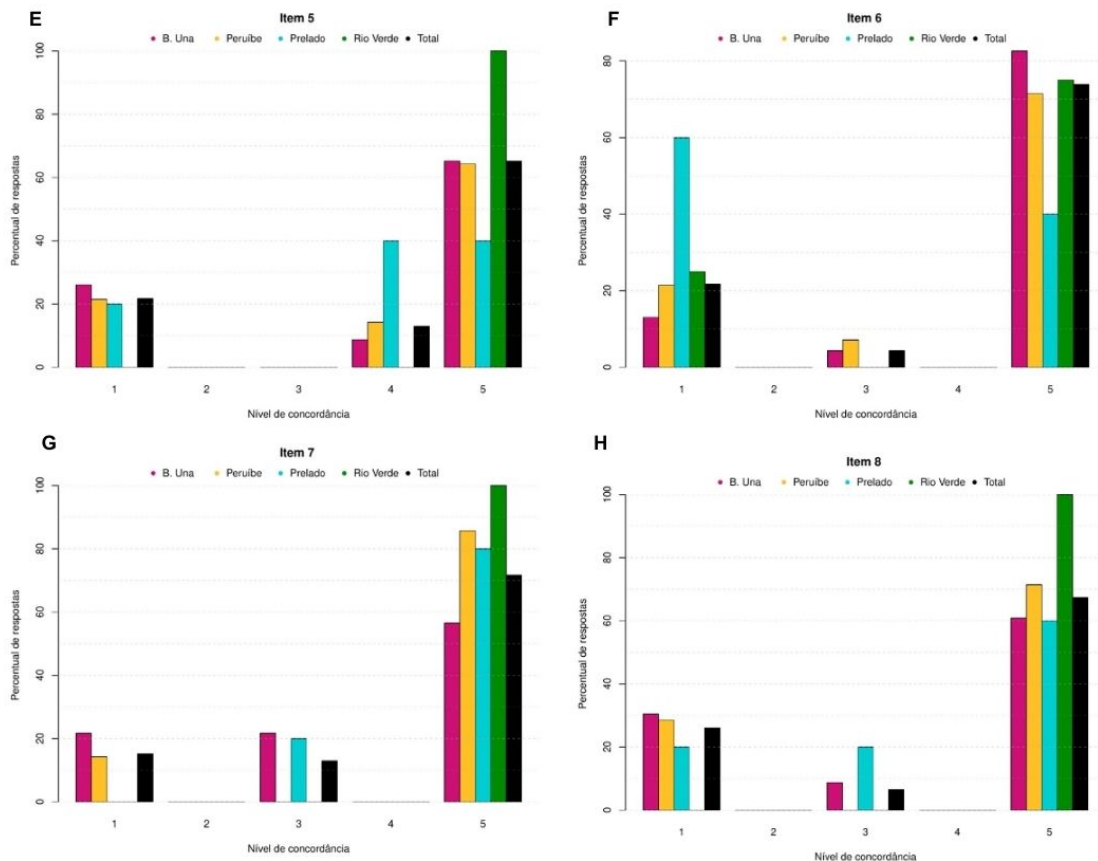 E
Item 5
B. Una Peruíbe Prelado Rio Verde Total
Percentual de respostas
100
80
60
40
20
0
1 2 3 4 5
Nível de concordância
F
Item 6
B. Una Peruíbe Prelado Rio Verde Total
Percentual de respostas
80
60
40
20
0
1 2 3 4 5
Nível de concordância
G
Item 7
B. Una Peruíbe Prelado Rio Verde Total
Percentual de respostas
100
80
60
40
20
0
1 2 3 4 5
Nível de concordância
H
Item 8
B. Una Peruíbe Prelado Rio Verde Total
Percentual de respostas
100
80
60
40
20
0
1 2 3 4 5
Nível de concordância